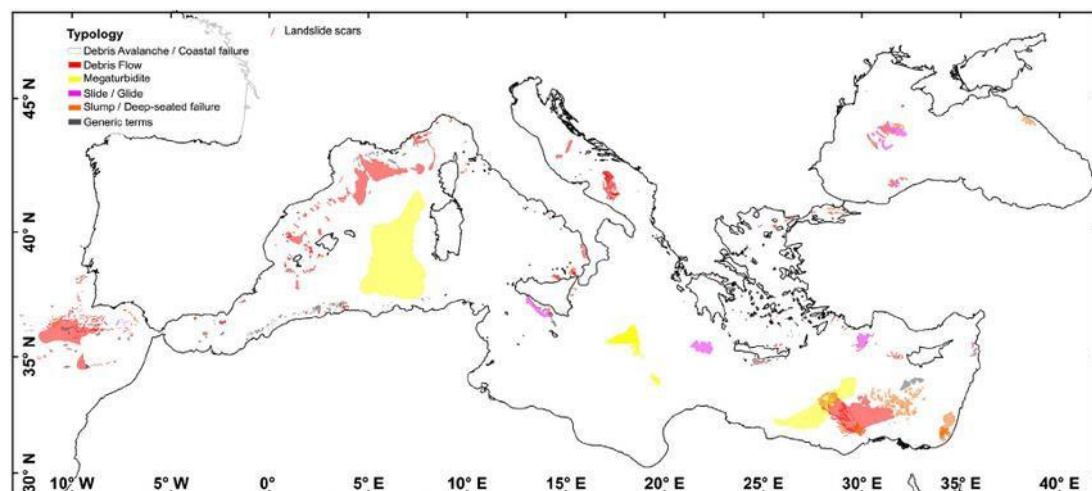 Typology
Landslide scars
Debris Avalanche / Coastal failure
Debris Flow
Megaturbidite
Slide / Glide
Slump / Deep-seated failure
Generic terms
45° N
40° N
35° N
30° N
10° W
5° W
0°
5° E
10° E
15° E
20° E
25° E
30° E
35° E
40° E